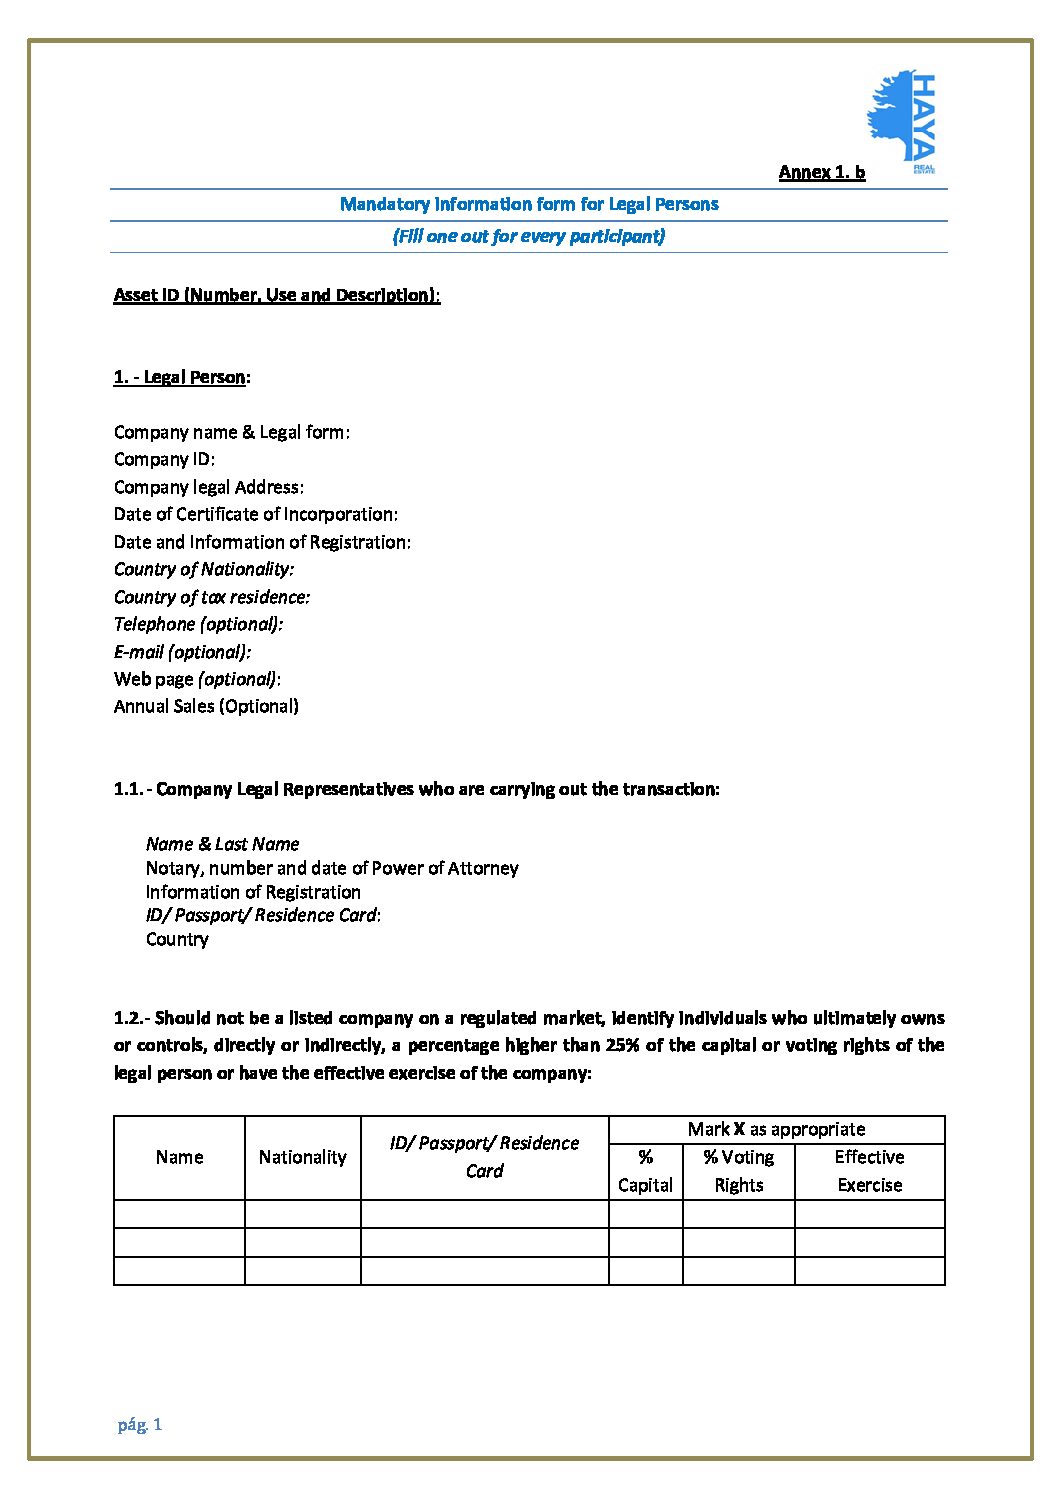 HAYA
REAL
ESTATE
Annex 1. b
Mandatory information form for Legal Persons
(Fill one out for every participant)
Asset ID (Number, Use and Description):
1. - Legal Person:
Company name & Legal form:
Company ID:
Company legal Address:
Date of Certificate of Incorporation:
Date and Information of Registration:
Country of Nationality:
Country of tax residence:
Telephone (optional):
E-mail (optional):
Web page (optional):
Annual Sales (Optional)
1.1. - Company Legal Representatives who are carrying out the transaction:
Name & Last Name
Notary, number and date of Power of Attorney
Information of Registration
ID/ Passport/ Residence Card:
Country
1.2.- Should not be a listed company on a regulated market, identify individuals who ultimately owns
or controls, directly or indirectly, a percentage higher than 25% of the capital or voting rights of the
legal person or have the effective exercise of the company:
Name
Nationality
ID/ Passport/ Residence
Card
Mark X as appropriate
%
Capital
% Voting
Rights
Effective
Exercise
pág. 1